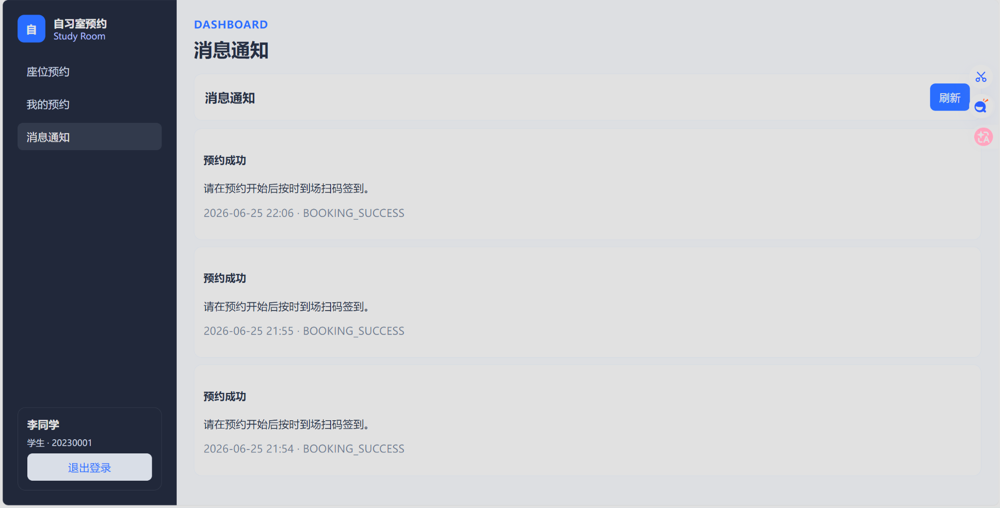 自
自习室预约
Study Room
座位预约
我的预约
消息通知
李同学
学生 · 20230001
退出登录
DASHBOARD
消息通知
消息通知
刷新
预约成功
请在预约开始后按时到场扫码签到。
2026-06-25 22:06 · BOOKING_SUCCESS
预约成功
请在预约开始后按时到场扫码签到。
2026-06-25 21:55 · BOOKING_SUCCESS
预约成功
请在预约开始后按时到场扫码签到。
2026-06-25 21:54 · BOOKING_SUCCESS